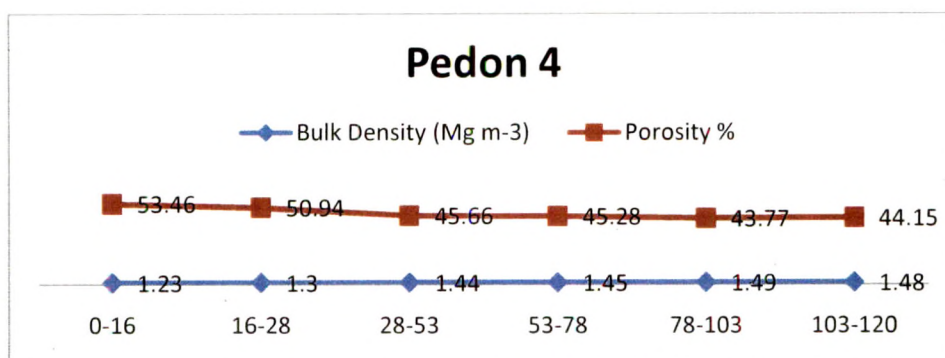 Pedon 4
Bulk Density (Mg m-3) Porosity %
53.46 50.94 45.66 45.28 43.77 44.15
1.23 1.3 1.44 1.45 1.49 1.48
0-16 16-28 28-53 53-78 78-103 103-120